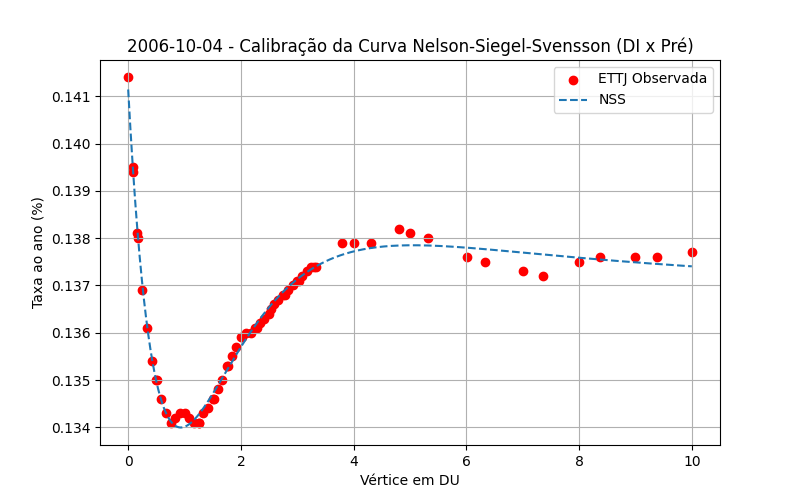 2006-10-04 - Calibração da Curva Nelson-Siegel-Svensson (DI x Pré)
ETTJ Observada
NSS
Taxa ao ano (%)
0.141
0.140
0.139
0.138
0.137
0.136
0.135
0.134
0 2 4 6 8 10
Vértice em DU